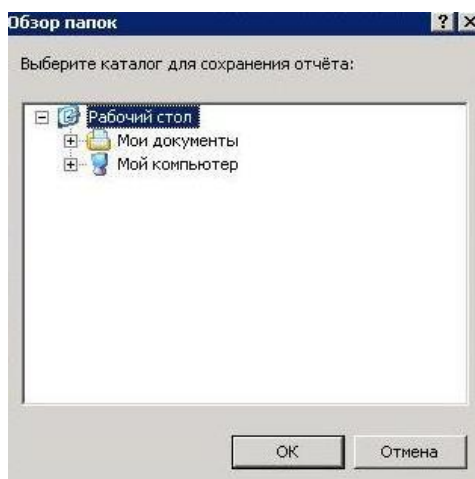 Обзор папок
Выберите каталог для сохранения отчёта:
Рабочий стол
Мои документы
Мой компьютер
ОК
Отмена